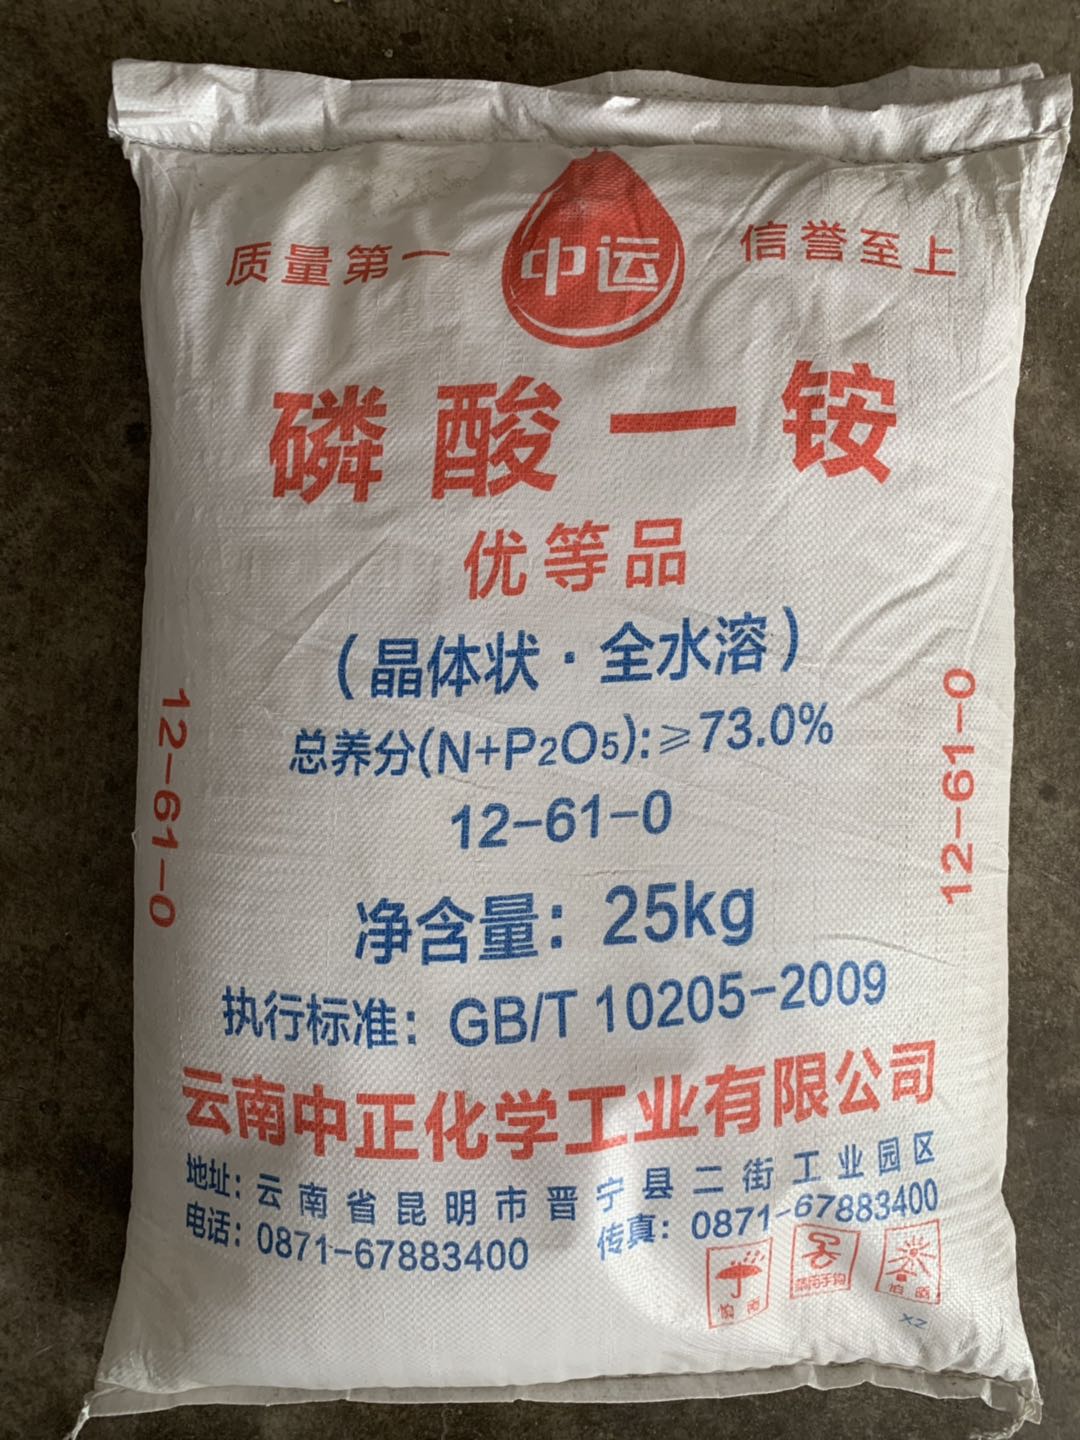 质量第一
中运
信誉至上
磷酸一铵
优等品
（晶体状·全水溶）
总养分(N+P₂O₅):≥73.0%
12-61-0
12-61-0
12-61-0
净含量：25kg
执行标准：GB/T 10205-2009
云南中正化学工业有限公司
地址：云南省昆明市晋宁县二街工业园区
电话：0871-67883400 传真：0871-67883400
怕雨
禁用手钩
怕晒
XZ